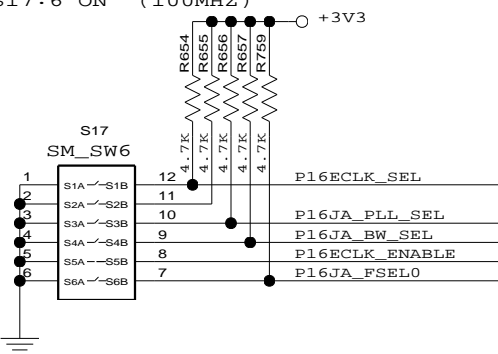 S17:6 ON (100MHZ)
+3V3
R654
R655
R656
R657
R759
4.7K
4.7K
4.7K
4.7K
4.7K
S17
SM_SW6
1 S1A S1B 12 P16ECLK_SEL
2 S2A S2B 11
3 S3A S3B 10 P16JA_PLL_SEL
4 S4A S4B 9 P16JA_BW_SEL
5 S5A S5B 8 P16ECLK_ENABLE
6 S6A S6B 7 P16JA_FSEL0